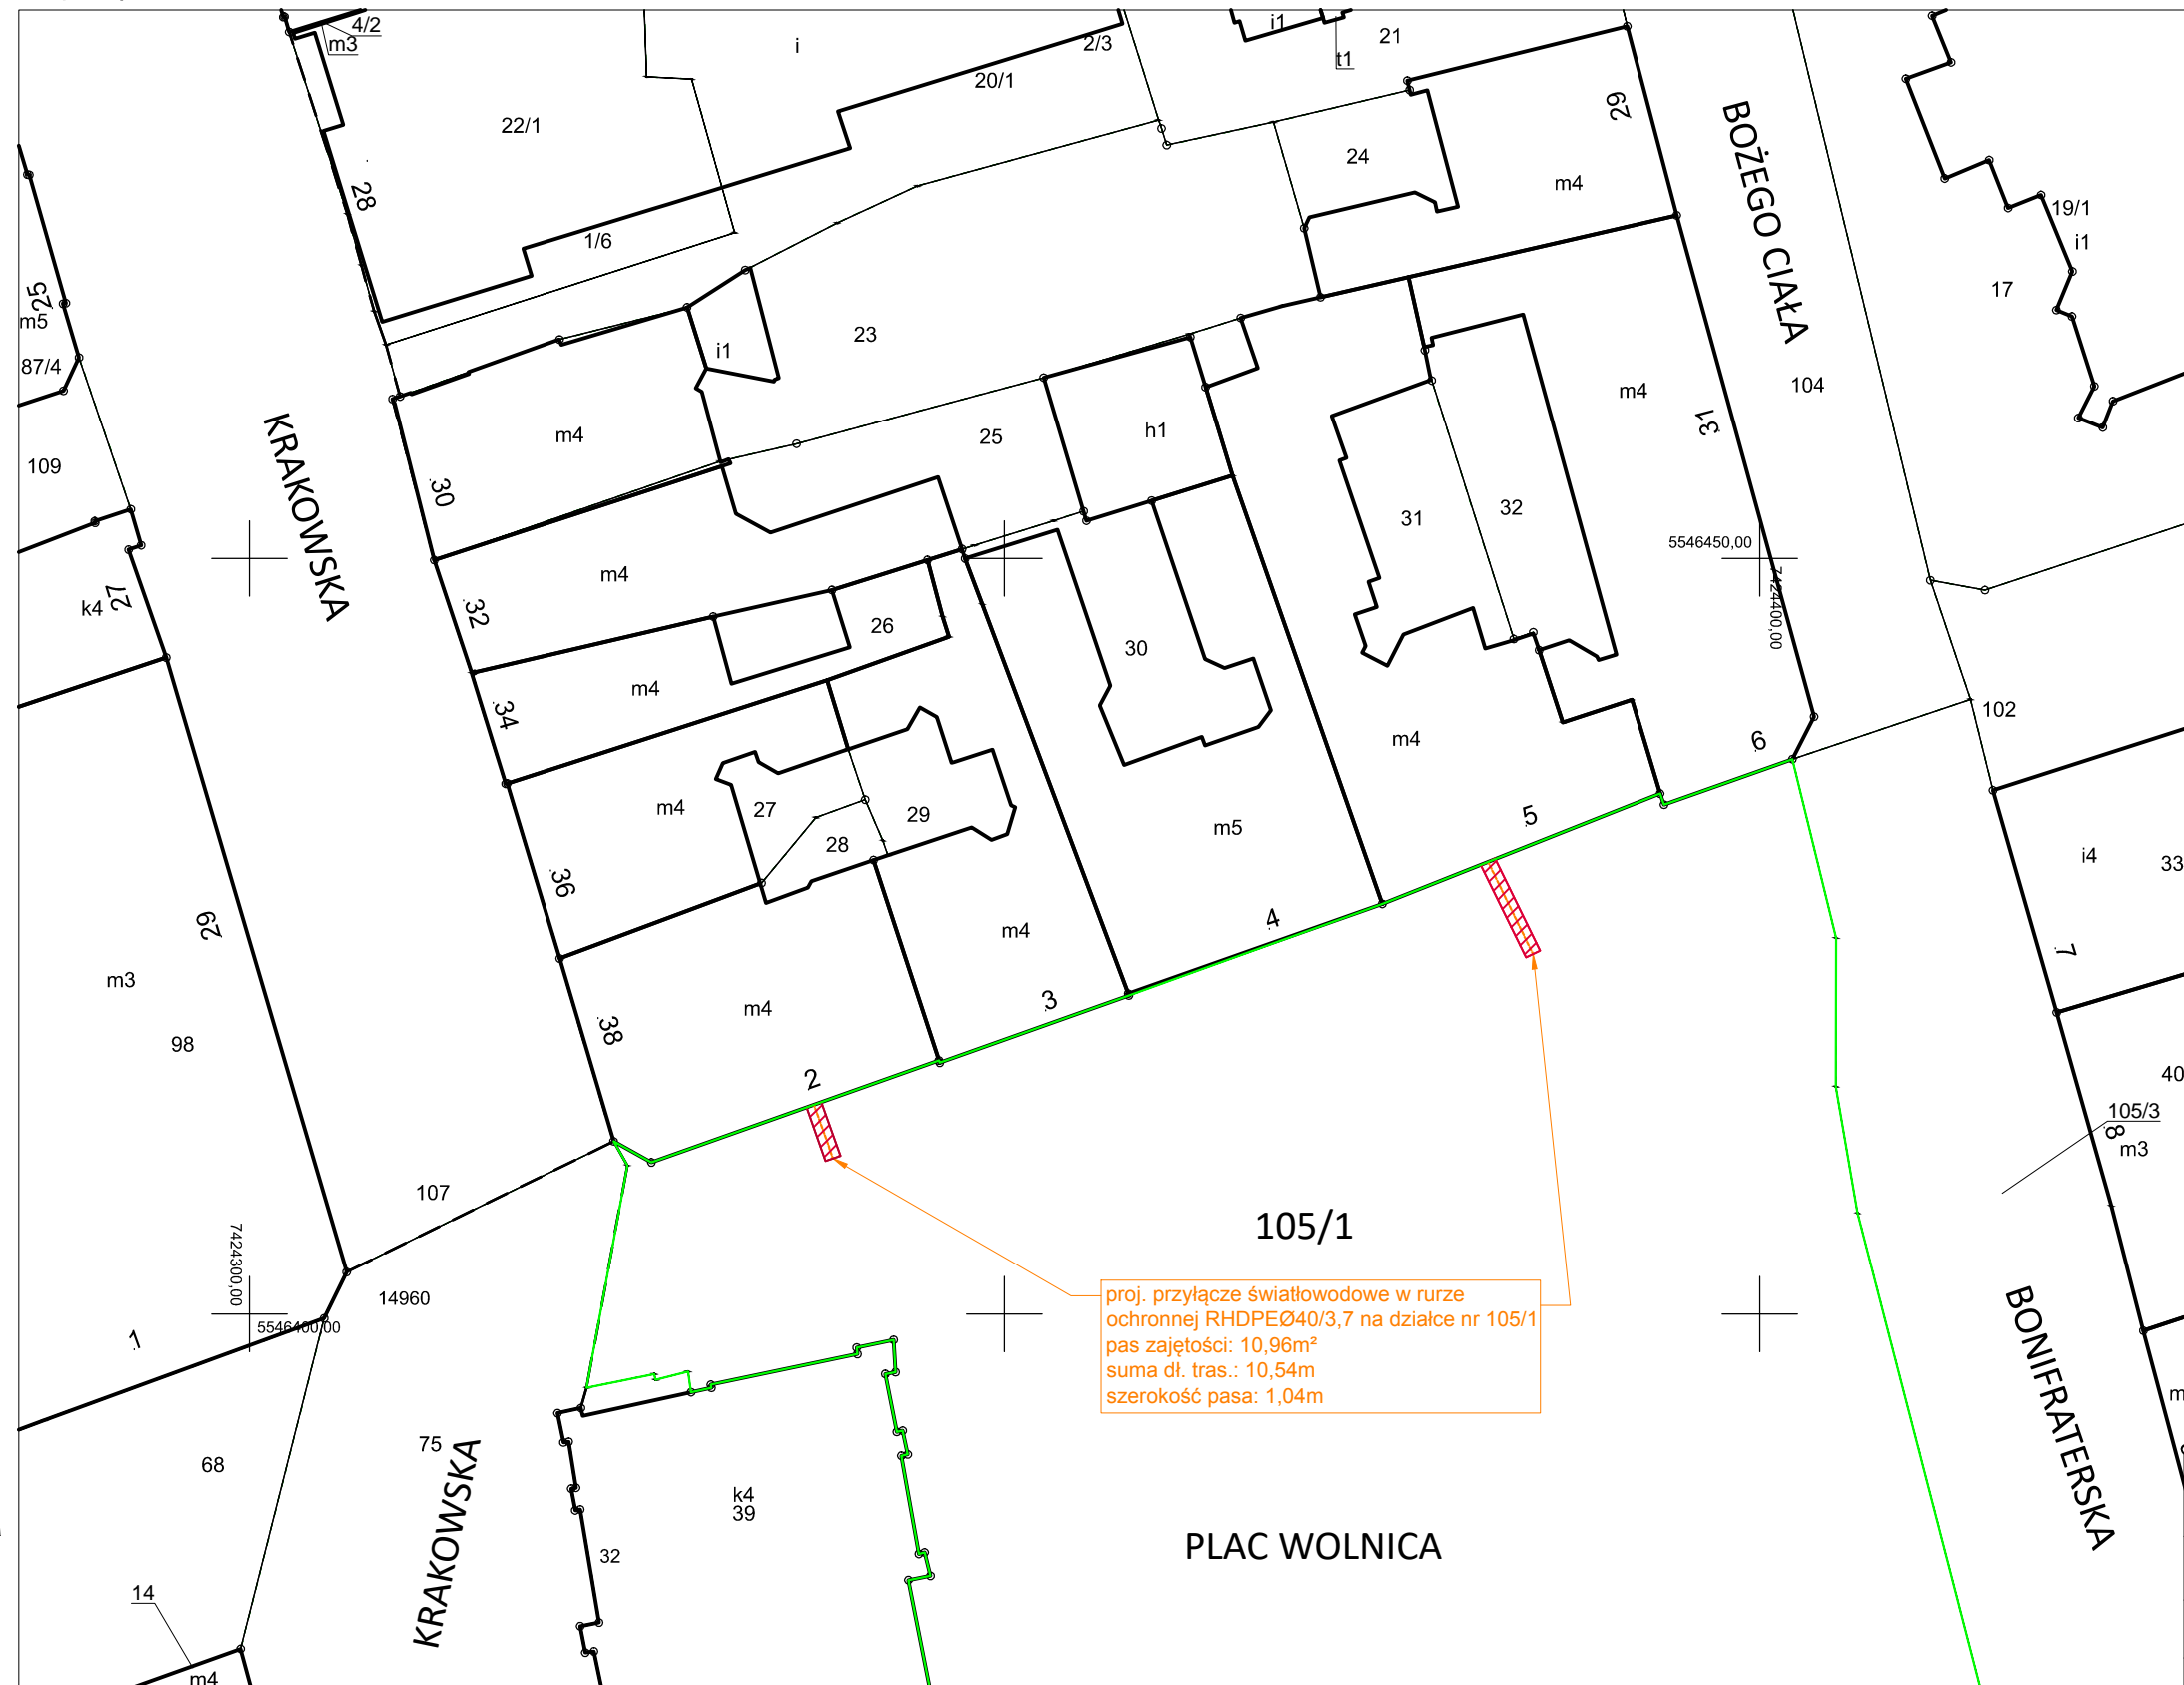 4/2
m3
i
2/3
i1
t1
21
20/1
22/1
29
BOŻEGO CIAŁA
24
m4
28
1/6
19/1
i1
17
25
m5
87/4
23
i1
m4
104
31
KRAKOWSKA
m4
25
h1
109
30
31
32
5546450,00
7424400,00
m4
27
k4
32
26
30
m4
34
102
m4
6
m4
27
29
28
5
m5
i4
33
36
29
m4
4
7
m3
m4
3
38
98
2
40
105/3
8
m3
107
105/1
7424300,00
14960
5546400,00
1
proj. przyłącze światłowodowe w rurze
ochronnej RHDPEØ40/3,7 na działce nr 105/1
pas zajętości: 10,96m²
suma dł. tras.: 10,54m
szerokość pasa: 1,04m
BONIFRATERSKA
m
75
KRAKOWSKA
68
k4
39
32
PLAC WOLNICA
14
m4